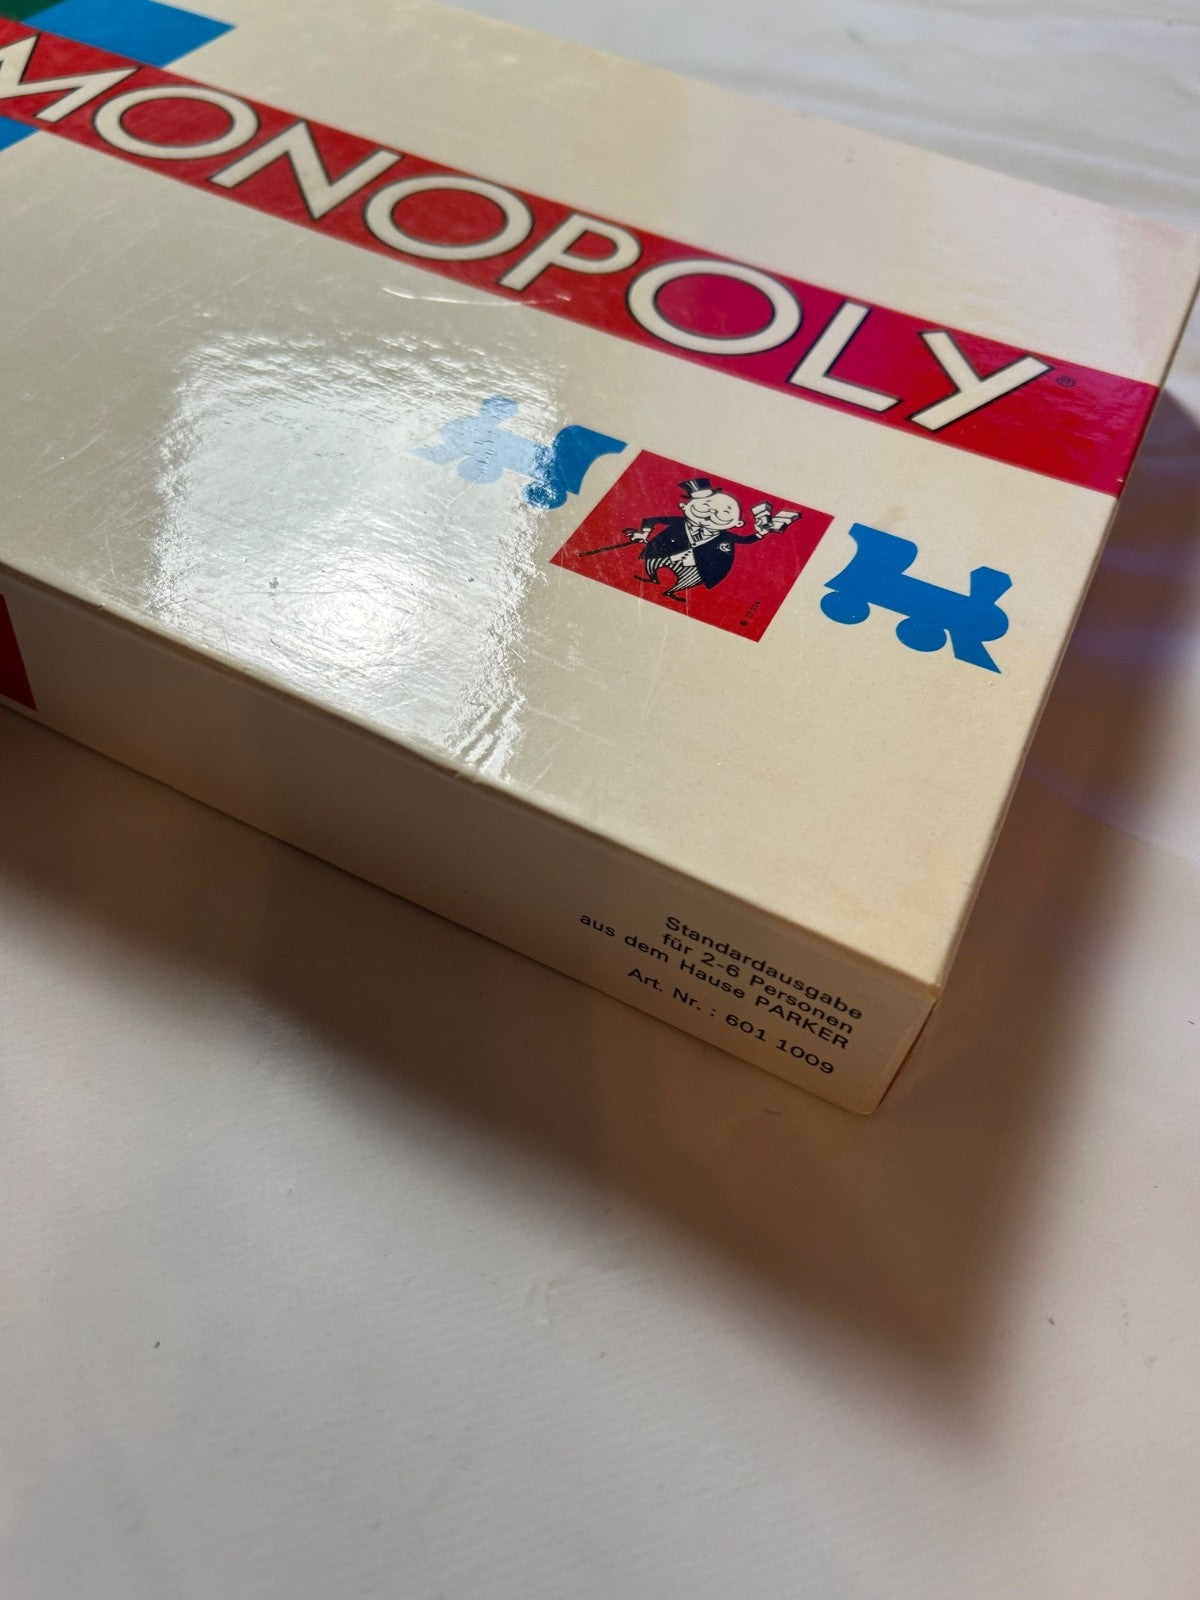 MONOPOLY®
Standardausgabe
für 2-6 Personen
aus dem Hause PARKER
Art. Nr. : 601 1009